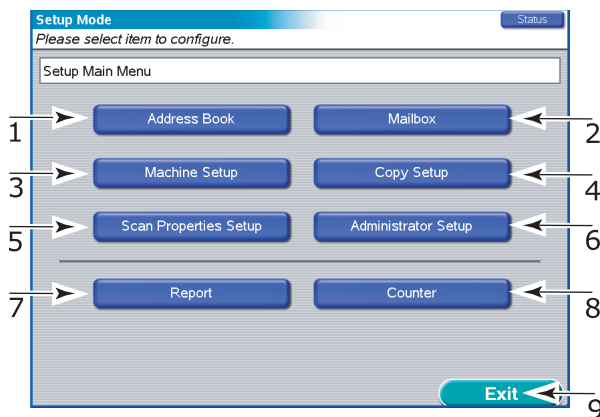 Setup Mode Status
Please select item to configure.
Setup Main Menu
1 Address Book Mailbox 2
3 Machine Setup Copy Setup 4
5 Scan Properties Setup Administrator Setup 6
7 Report Counter 8
Exit 9